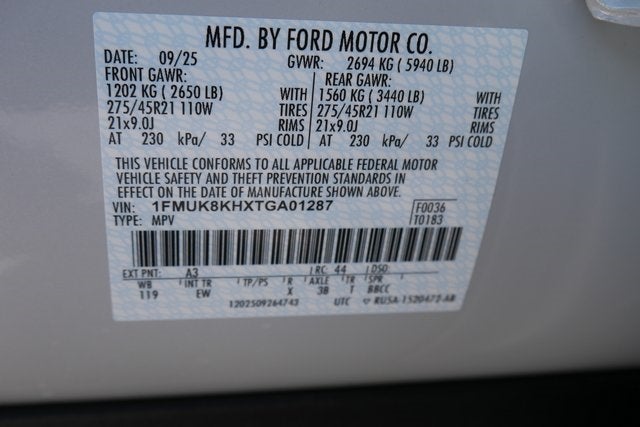 MFD. BY FORD MOTOR CO.
DATE: 09/25 GVWR: 2694 KG ( 5940 LB)
FRONT GAWR: REAR GAWR:
1202 KG ( 2650 LB) WITH 1560 KG ( 3440 LB) WITH
275/45R21 110W TIRES 275/45R21 110W TIRES
21x9.0J RIMS 21x9.0J RIMS
AT 230 kPa/ 33 PSI COLD AT 230 kPa/ 33 PSI COLD
THIS VEHICLE CONFORMS TO ALL APPLICABLE FEDERAL MOTOR
VEHICLE SAFETY AND THEFT PREVENTION STANDARDS IN
EFFECT ON THE DATE OF MANUFACTURE SHOWN ABOVE.
VIN: 1FMUK8KHXTGA01287 F0036
TYPE: MPV T0183
EXT PNT: A3 RC: 44 DSO:
WB INT TR TP/PS R AXLE TR SPR
119 EW X 3B T BBCC
1202509264743 UTC